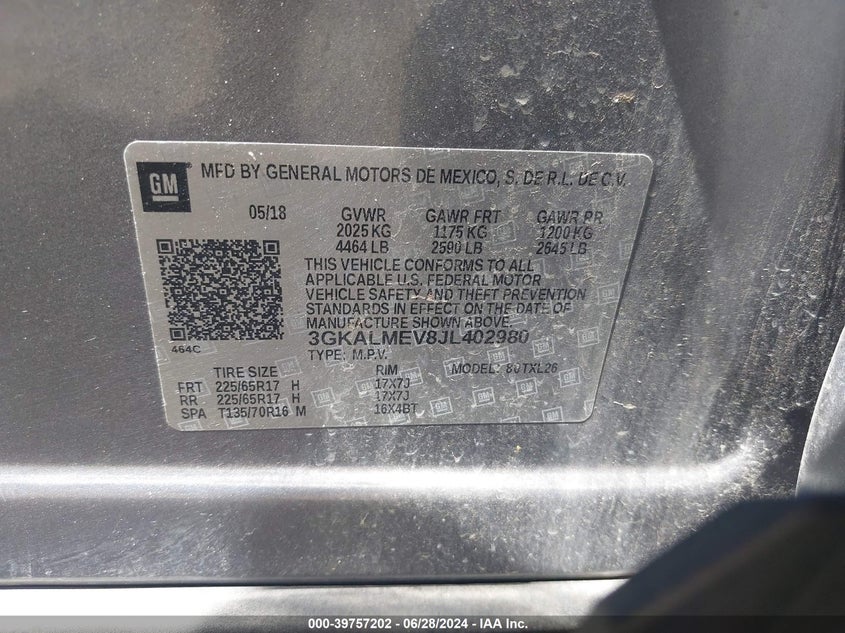 GM MFD BY GENERAL MOTORS DE MEXICO, S. DE R.L. DE C.V.
05/18 GVWR GAWR FRT GAWR RR
2025 KG 1175 KG 1200 KG
4464 LB 2590 LB 2645 LB
THIS VEHICLE CONFORMS TO ALL
APPLICABLE U.S. FEDERAL MOTOR
VEHICLE SAFETY AND THEFT PREVENTION
STANDARDS IN EFFECT ON THE DATE OF
MANUFACTURE SHOWN ABOVE.
464C
3GKALMEV8JL402980
TYPE: M.P.V. MODEL: 80TXL26
TIRE SIZE RIM
FRT 225/65R17 H 17X7J
RR 225/65R17 H 17X7J
SPA T135/70R16 M 16X4BT
000-39757202 - 06/28/2024 - IAA Inc.